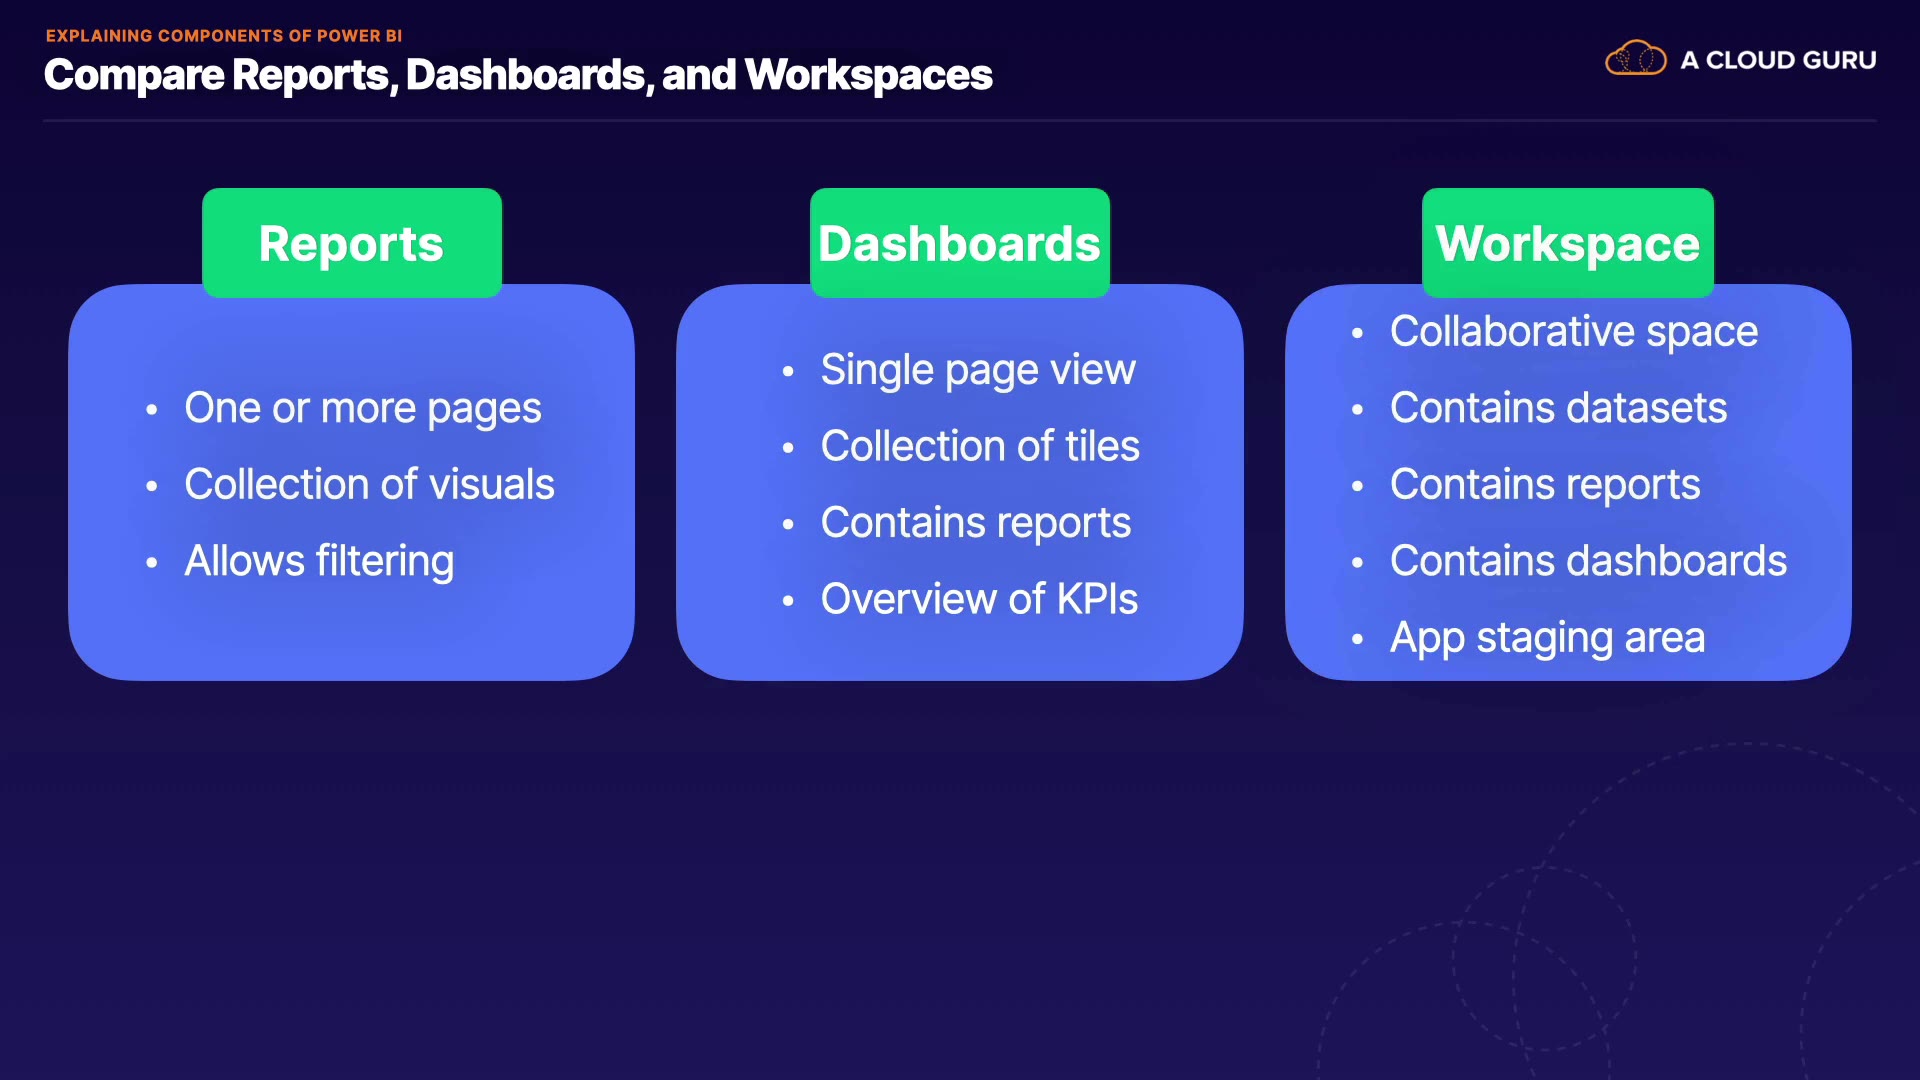 EXPLAINING COMPONENTS OF POWER BI
Compare Reports, Dashboards, and Workspaces
A CLOUD GURU
Reports
• One or more pages
• Collection of visuals
• Allows filtering
Dashboards
• Single page view
• Collection of tiles
• Contains reports
• Overview of KPIs
Workspace
• Collaborative space
• Contains datasets
• Contains reports
• Contains dashboards
• App staging area